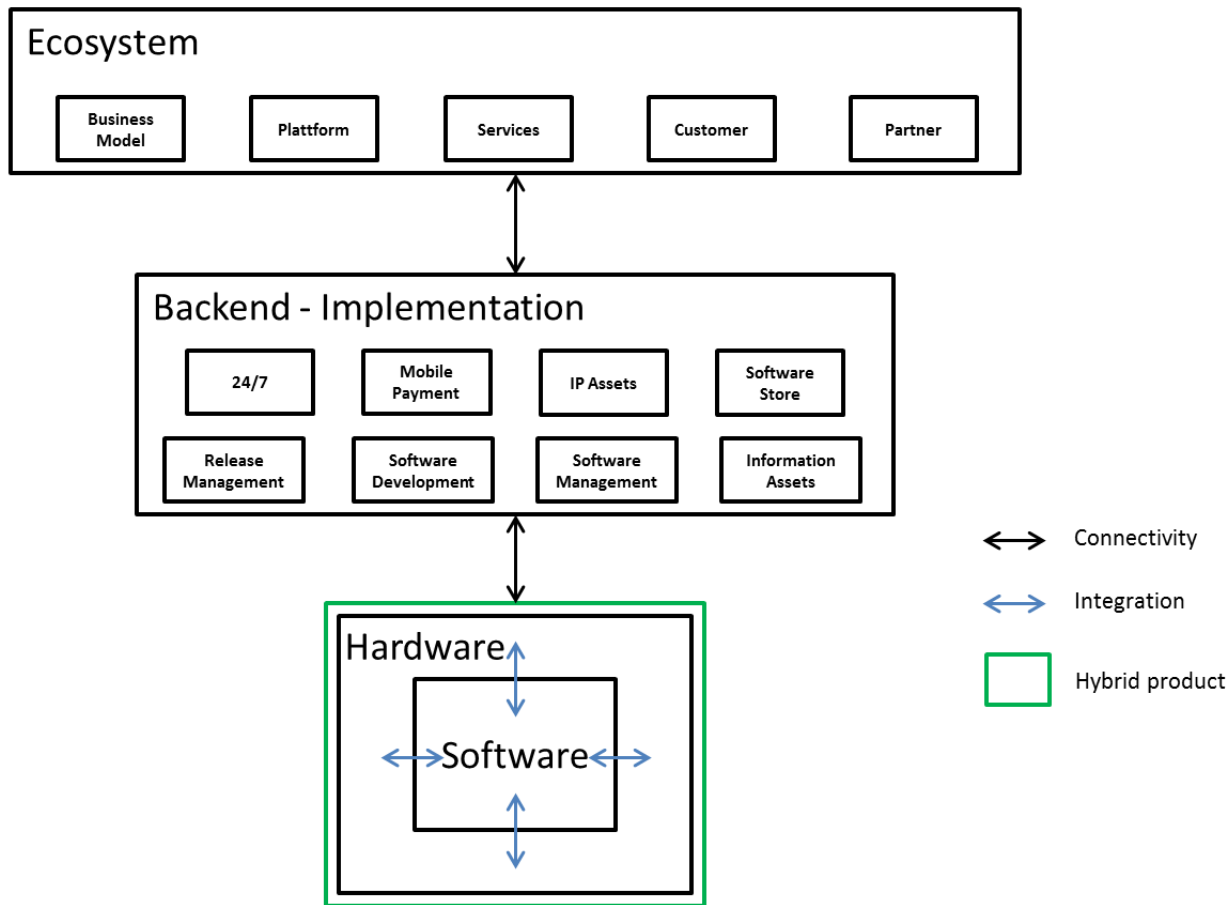 Ecosystem
Business
Model
Plattform
Services
Customer
Partner
Backend - Implementation
24/7
Mobile
Payment
IP Assets
Software
Store
Release
Management
Software
Development
Software
Management
Information
Assets
Connectivity
Integration
Hybrid product
Hardware
Software